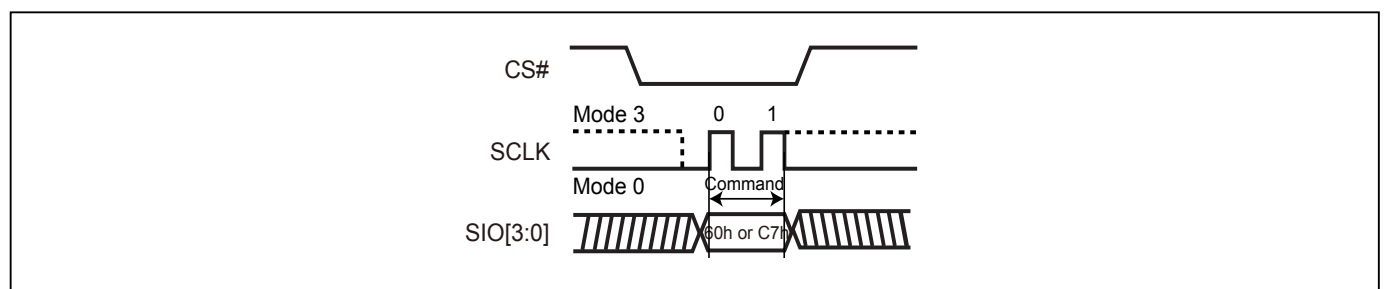 CS#
Mode 3 0 1
SCLK
Mode 0 Command
SIO[3:0] 60h or C7h